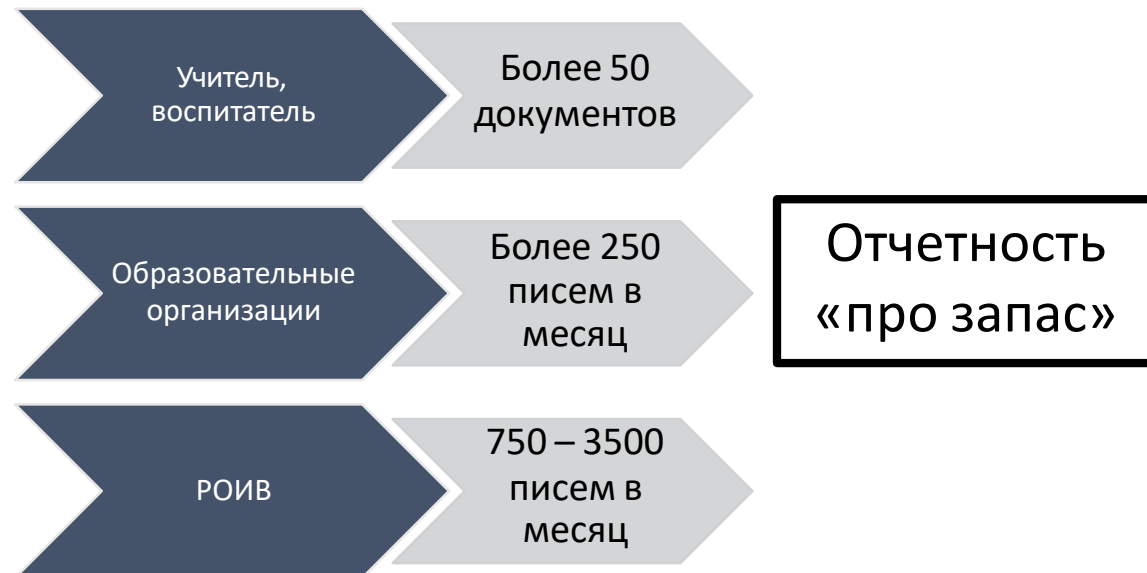 Учитель,
воспитатель
Более 50
документов
Образовательные
организации
Более 250
писем в
месяц
РОИВ
750 – 3500
писем в
месяц
Отчетность
«про запас»